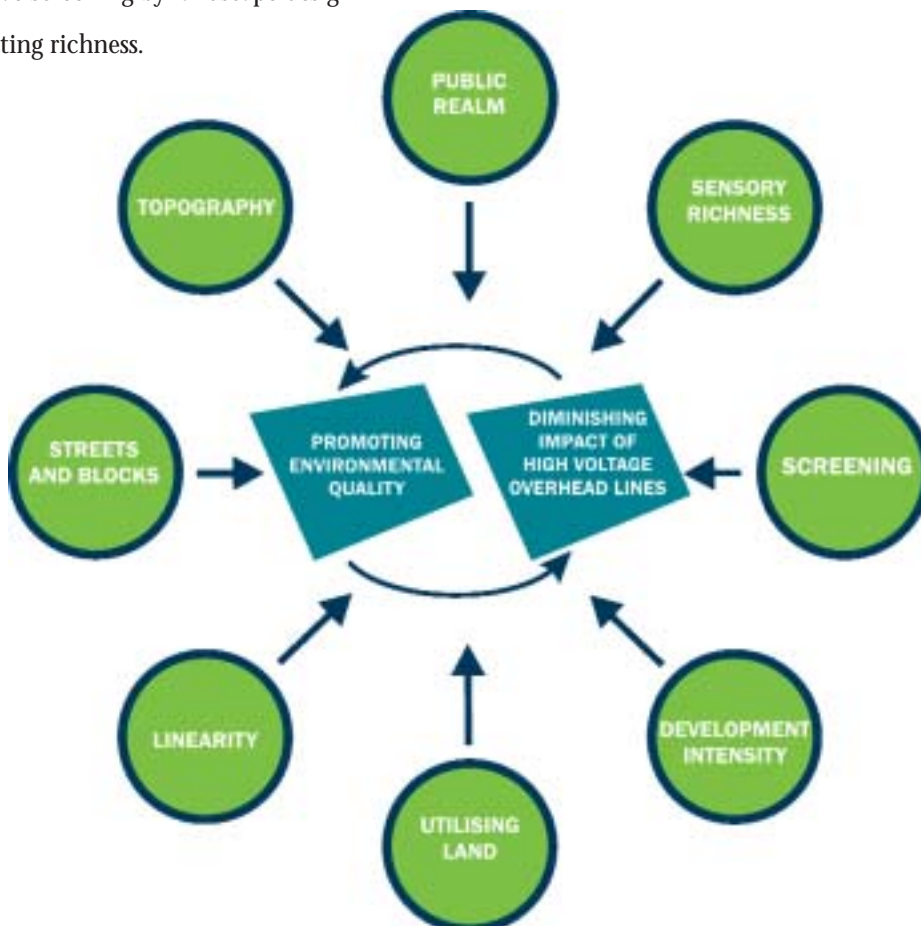 ting richness.
PUBLIC
REALM
TOPOGRAPHY
SENSORY
RICHNESS
STREETS
AND BLOCKS
PROMOTING
ENVIRONMENTAL
QUALITY
DIMINISHING
IMPACT OF
HIGH VOLTAGE
OVERHEAD LINES
SCREENING
LINEARITY
DEVELOPMENT
INTENSITY
UTILISING
LAND